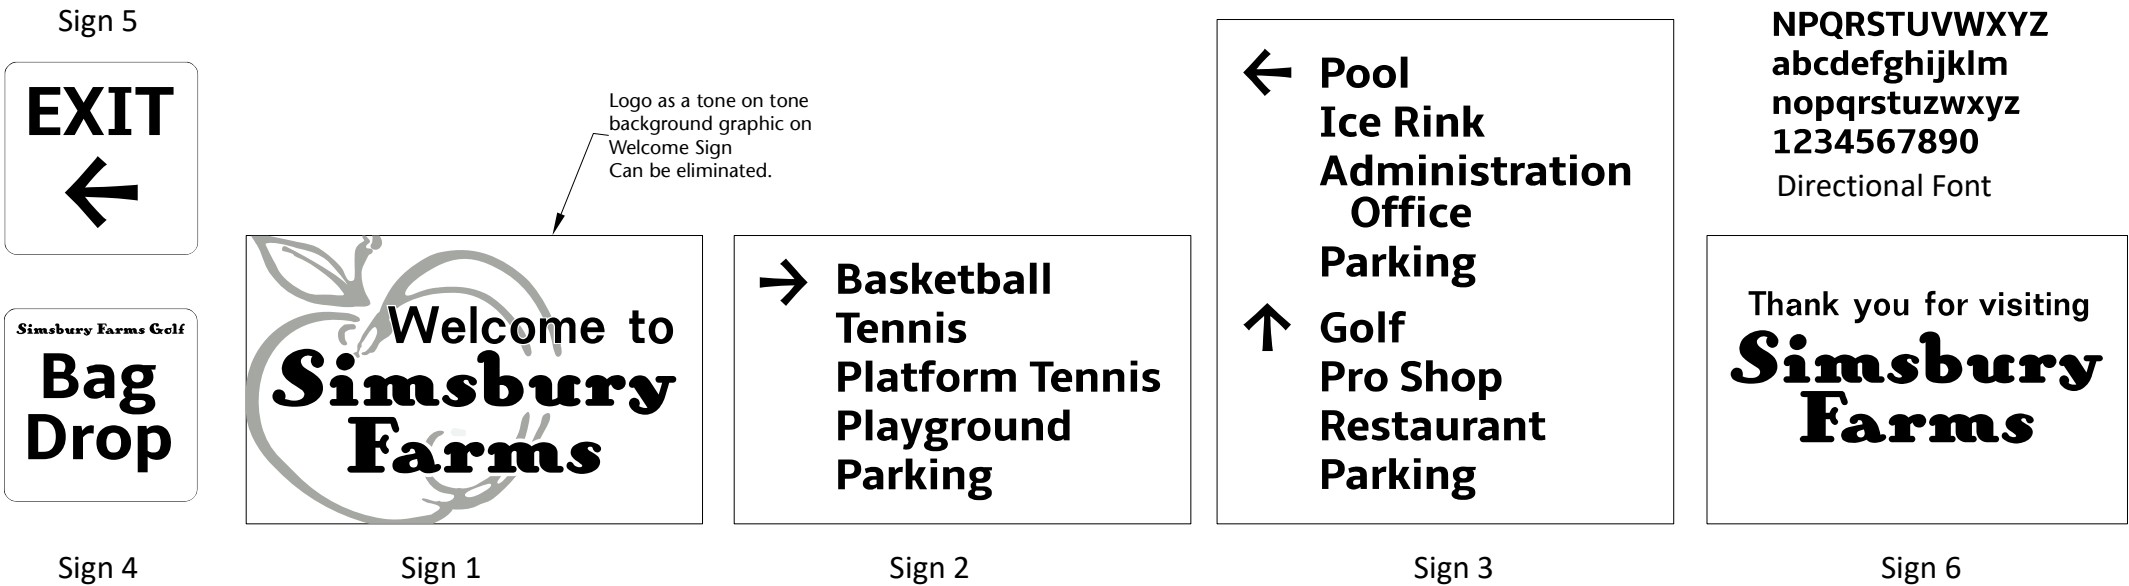 Sign 5
EXIT
Simsbury Farms Golf
Bag
Drop
Sign 4
Logo as a tone on tone
background graphic on
Welcome Sign
Can be eliminated.
Welcome to
Simsbury
Farms
Sign 1
Basketball
Tennis
Platform Tennis
Playground
Parking
Sign 2
Pool
Ice Rink
Administration
Office
Parking
Golf
Pro Shop
Restaurant
Parking
Sign 3
NPQRSTUVWXYZ
abcdefghijklm
nopqrstuzwxyz
1234567890
Directional Font
Thank you for visiting
Simsbury
Farms
Sign 6